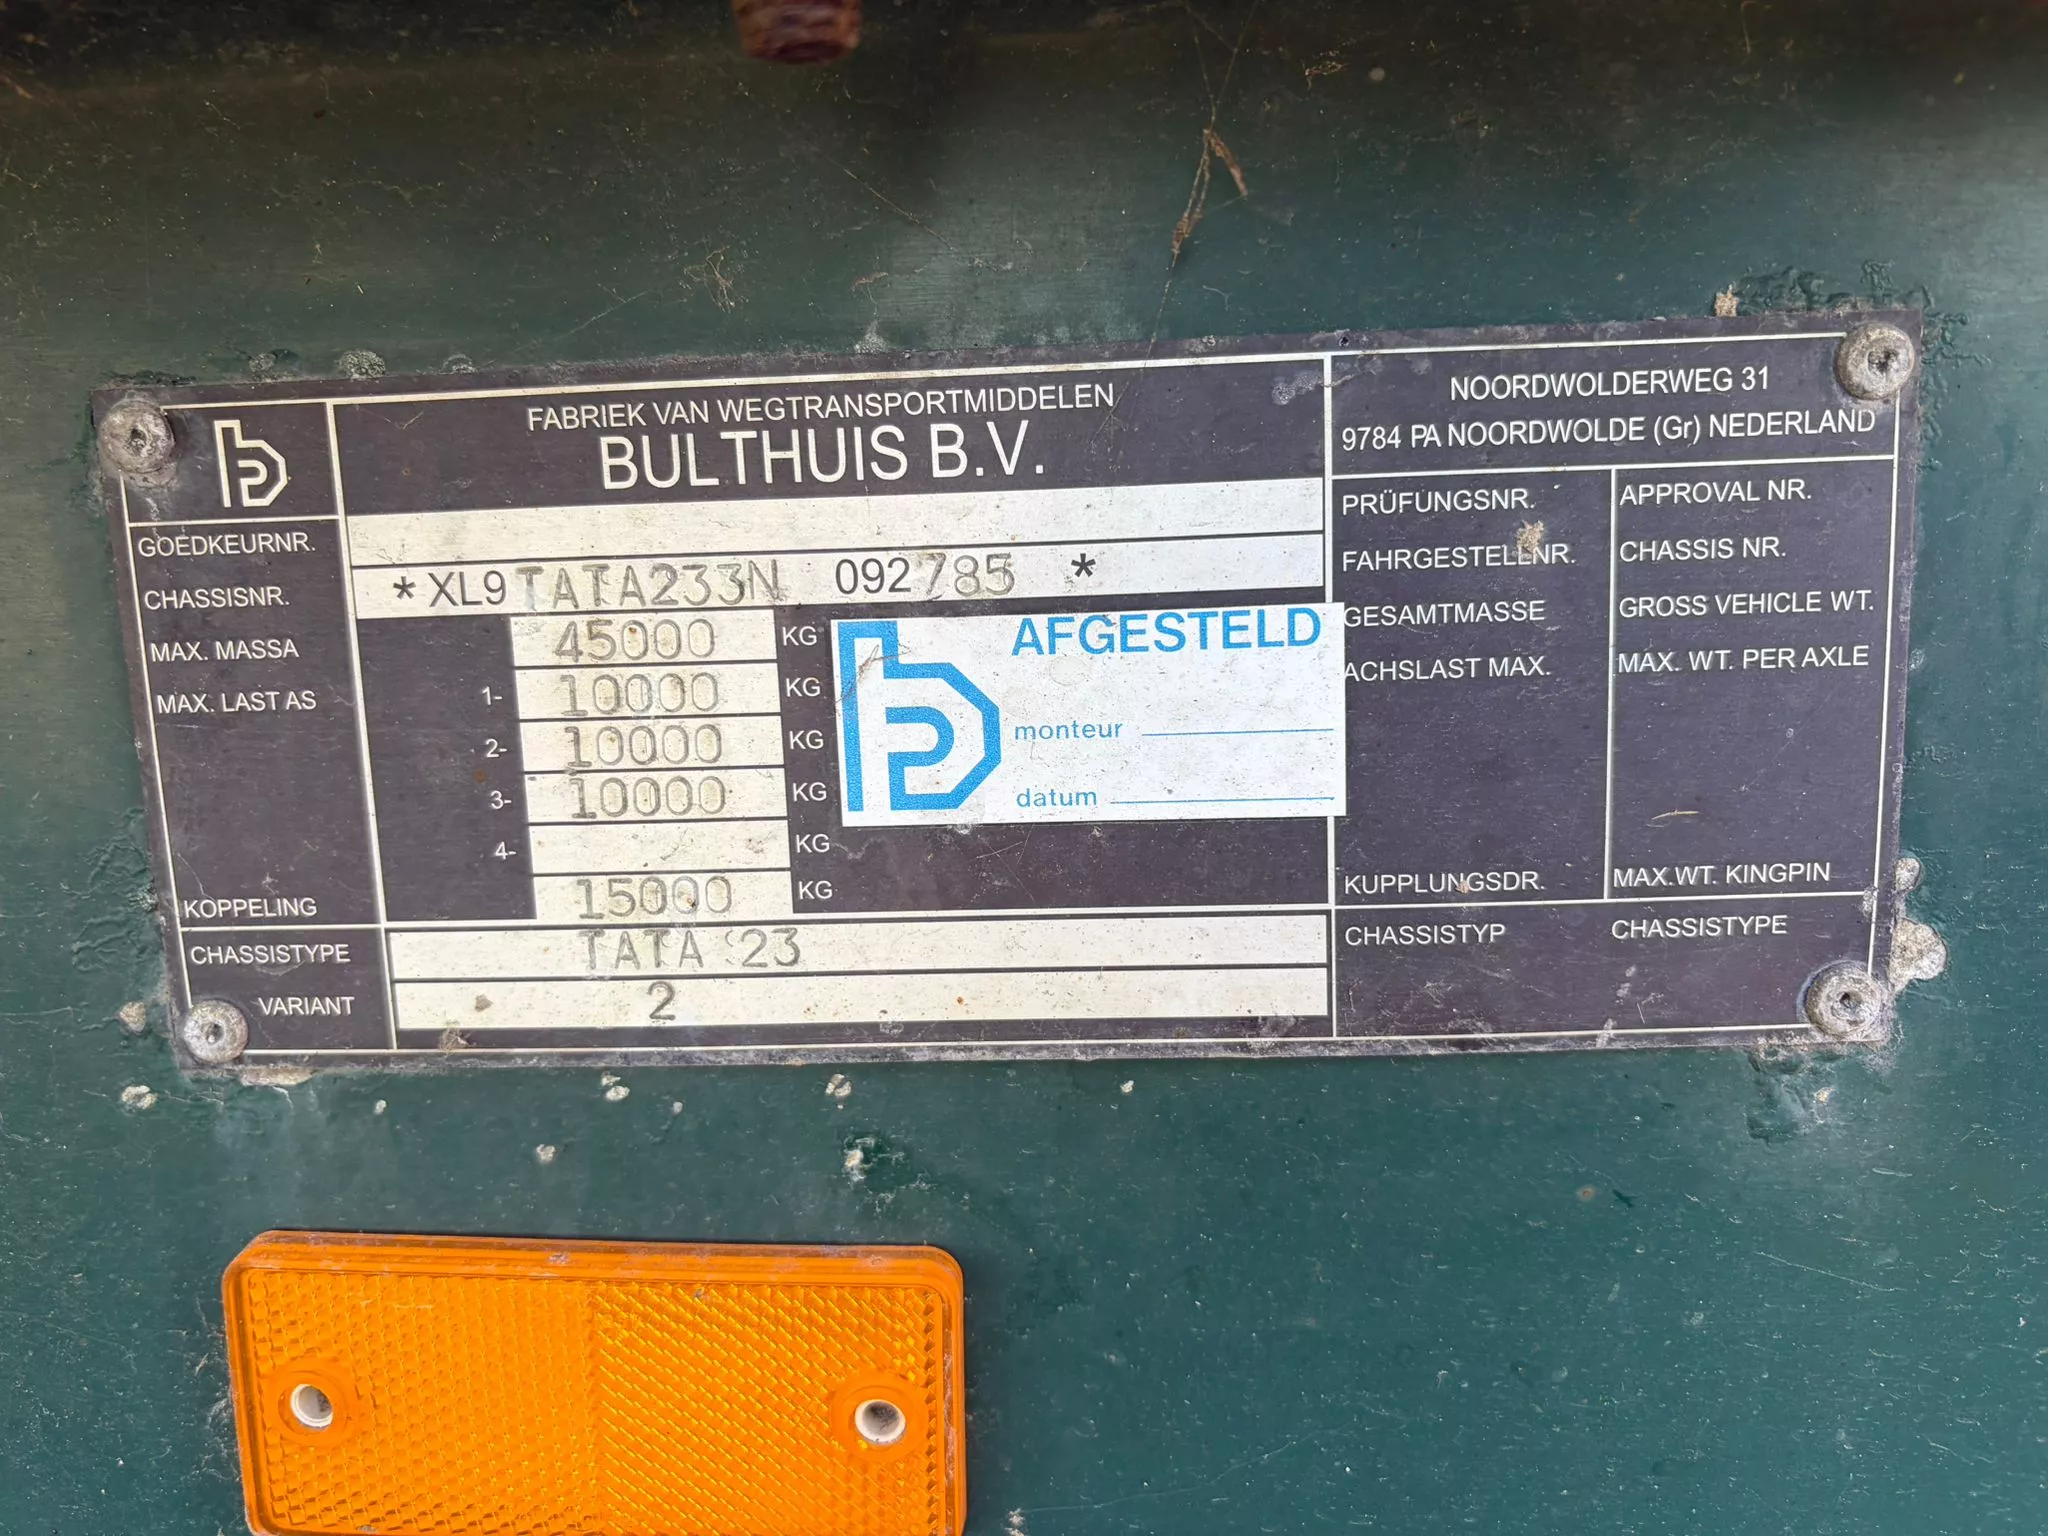 FABRIEK VAN WEGTRANSPORTMIDDELEN
BULTHUIS B.V.
NOORDWOLDERWEG 31
9784 PA NOORDWOLDE (Gr) NEDERLAND
GOEDKEURNR.
PRÜFUNGSNR.
APPROVAL NR.
CHASSISNR.
*XL9TATA233N 092785 *
FAHRGESTELLNR.
CHASSIS NR.
MAX. MASSA
45000 KG
GESAMTMASSE
GROSS VEHICLE WT.
MAX. LAST AS
1- 10000 KG
2- 10000 KG
3- 10000 KG
4- KG
ACHSLAST MAX.
MAX. WT. PER AXLE
AFGESTELD
monteur
datum
KOPPELING
15000 KG
KUPPLUNGSDR.
MAX.WT. KINGPIN
CHASSISTYPE
TATA 23
CHASSISTYP
CHASSISTYPE
VARIANT
2